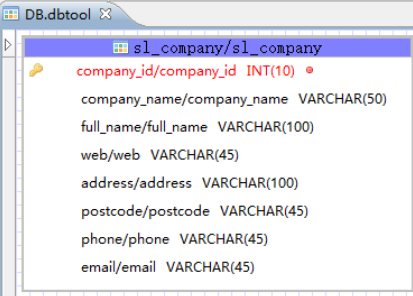 DB.dbtool
sl_company/sl_company
company_id/company_id INT(10)
company_name/company_name VARCHAR(50)
full_name/full_name VARCHAR(100)
web/web VARCHAR(45)
address/address VARCHAR(100)
postcode/postcode VARCHAR(45)
phone/phone VARCHAR(45)
email/email VARCHAR(45)